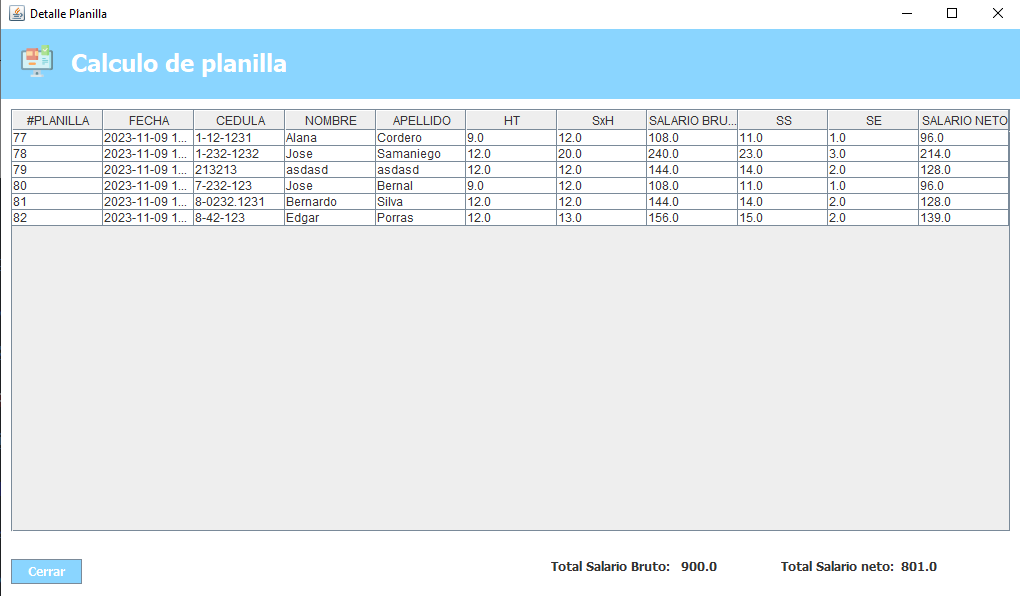 Detalle Planilla
Calculo de planilla
#PLANILLA FECHA CEDULA NOMBRE APELLIDO HT SxH SALARIO BRU... SS SE SALARIO NETO
77 2023-11-09 1... 1-12-1231 Alana Cordero 9.0 12.0 108.0 11.0 1.0 96.0
78 2023-11-09 1... 1-232-1232 Jose Samaniego 12.0 20.0 240.0 23.0 3.0 214.0
79 2023-11-09 1... 213213 asdasd asdasd 12.0 12.0 144.0 14.0 2.0 128.0
80 2023-11-09 1... 7-232-123 Jose Bernal 9.0 12.0 108.0 11.0 1.0 96.0
81 2023-11-09 1... 8-0232.1231 Bernardo Silva 12.0 12.0 144.0 14.0 2.0 128.0
82 2023-11-09 1... 8-42-123 Edgar Porras 12.0 13.0 156.0 15.0 2.0 139.0
Cerrar Total Salario Bruto: 900.0 Total Salario neto: 801.0